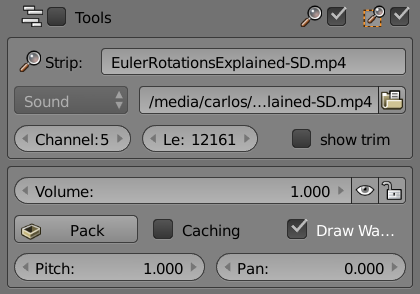 Tools
Strip: EulerRotationsExplained-SD.mp4
Sound /media/carlos/...lained-SD.mp4
Channel:5 Le: 12161 show trim
Volume: 1.000
Pack Caching Draw Wa...
Pitch: 1.000 Pan: 0.000